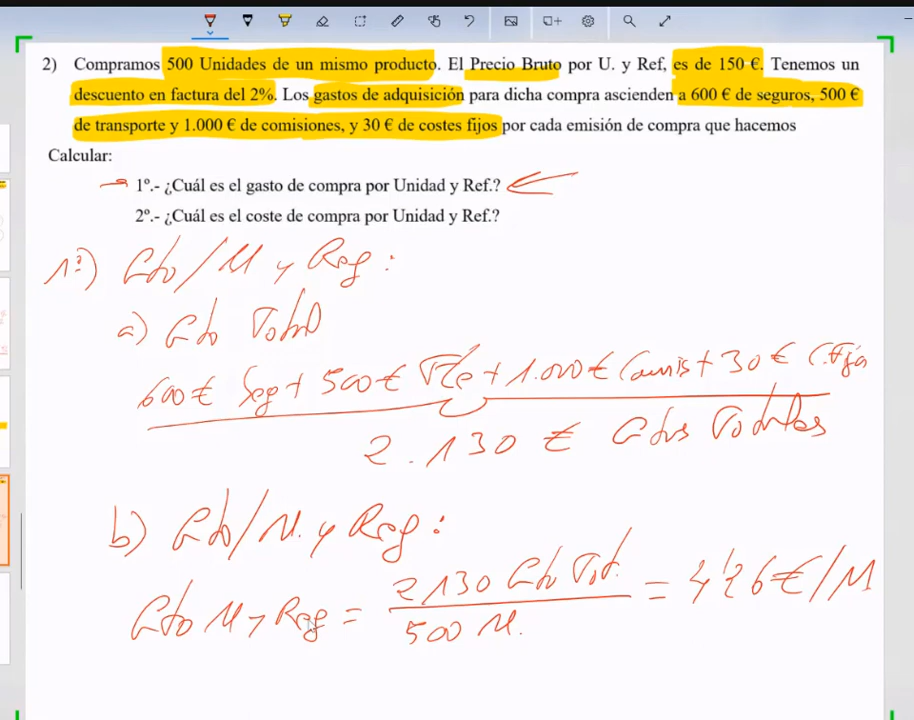 2) Compramos 500 Unidades de un mismo producto. El Precio Bruto por U. y Ref, es de 150 €. Tenemos un
descuento en factura del 2%. Los gastos de adquisición para dicha compra ascienden a 600 € de seguros, 500 €
de transporte y 1.000 € de comisiones, y 30 € de costes fijos por cada emisión de compra que hacemos
Calcular:
1º.- ¿Cuál es el gasto de compra por Unidad y Ref.?
2º.- ¿Cuál es el coste de compra por Unidad y Ref.?
1º) Gto/U y Ref:
a) Gto Total
600 € Seg + 500 € Tte + 1.000 € Comis + 30 € C. Fijo
2.130 € Gtos Totales
b) Gto/U. y Ref:
Gto U y Ref = 2130 Gto Tot. / 500 U. = 4'26 €/U